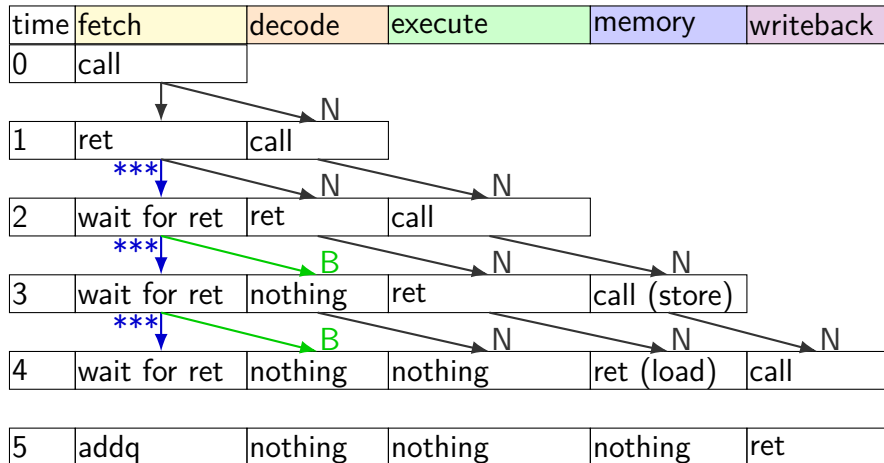 time fetch decode execute memory writeback
0 call
N
1 ret call
*** N N
2 wait for ret ret call
*** B N N
3 wait for ret nothing ret call (store)
*** B N N N
4 wait for ret nothing nothing ret (load) call
5 addq nothing nothing nothing ret